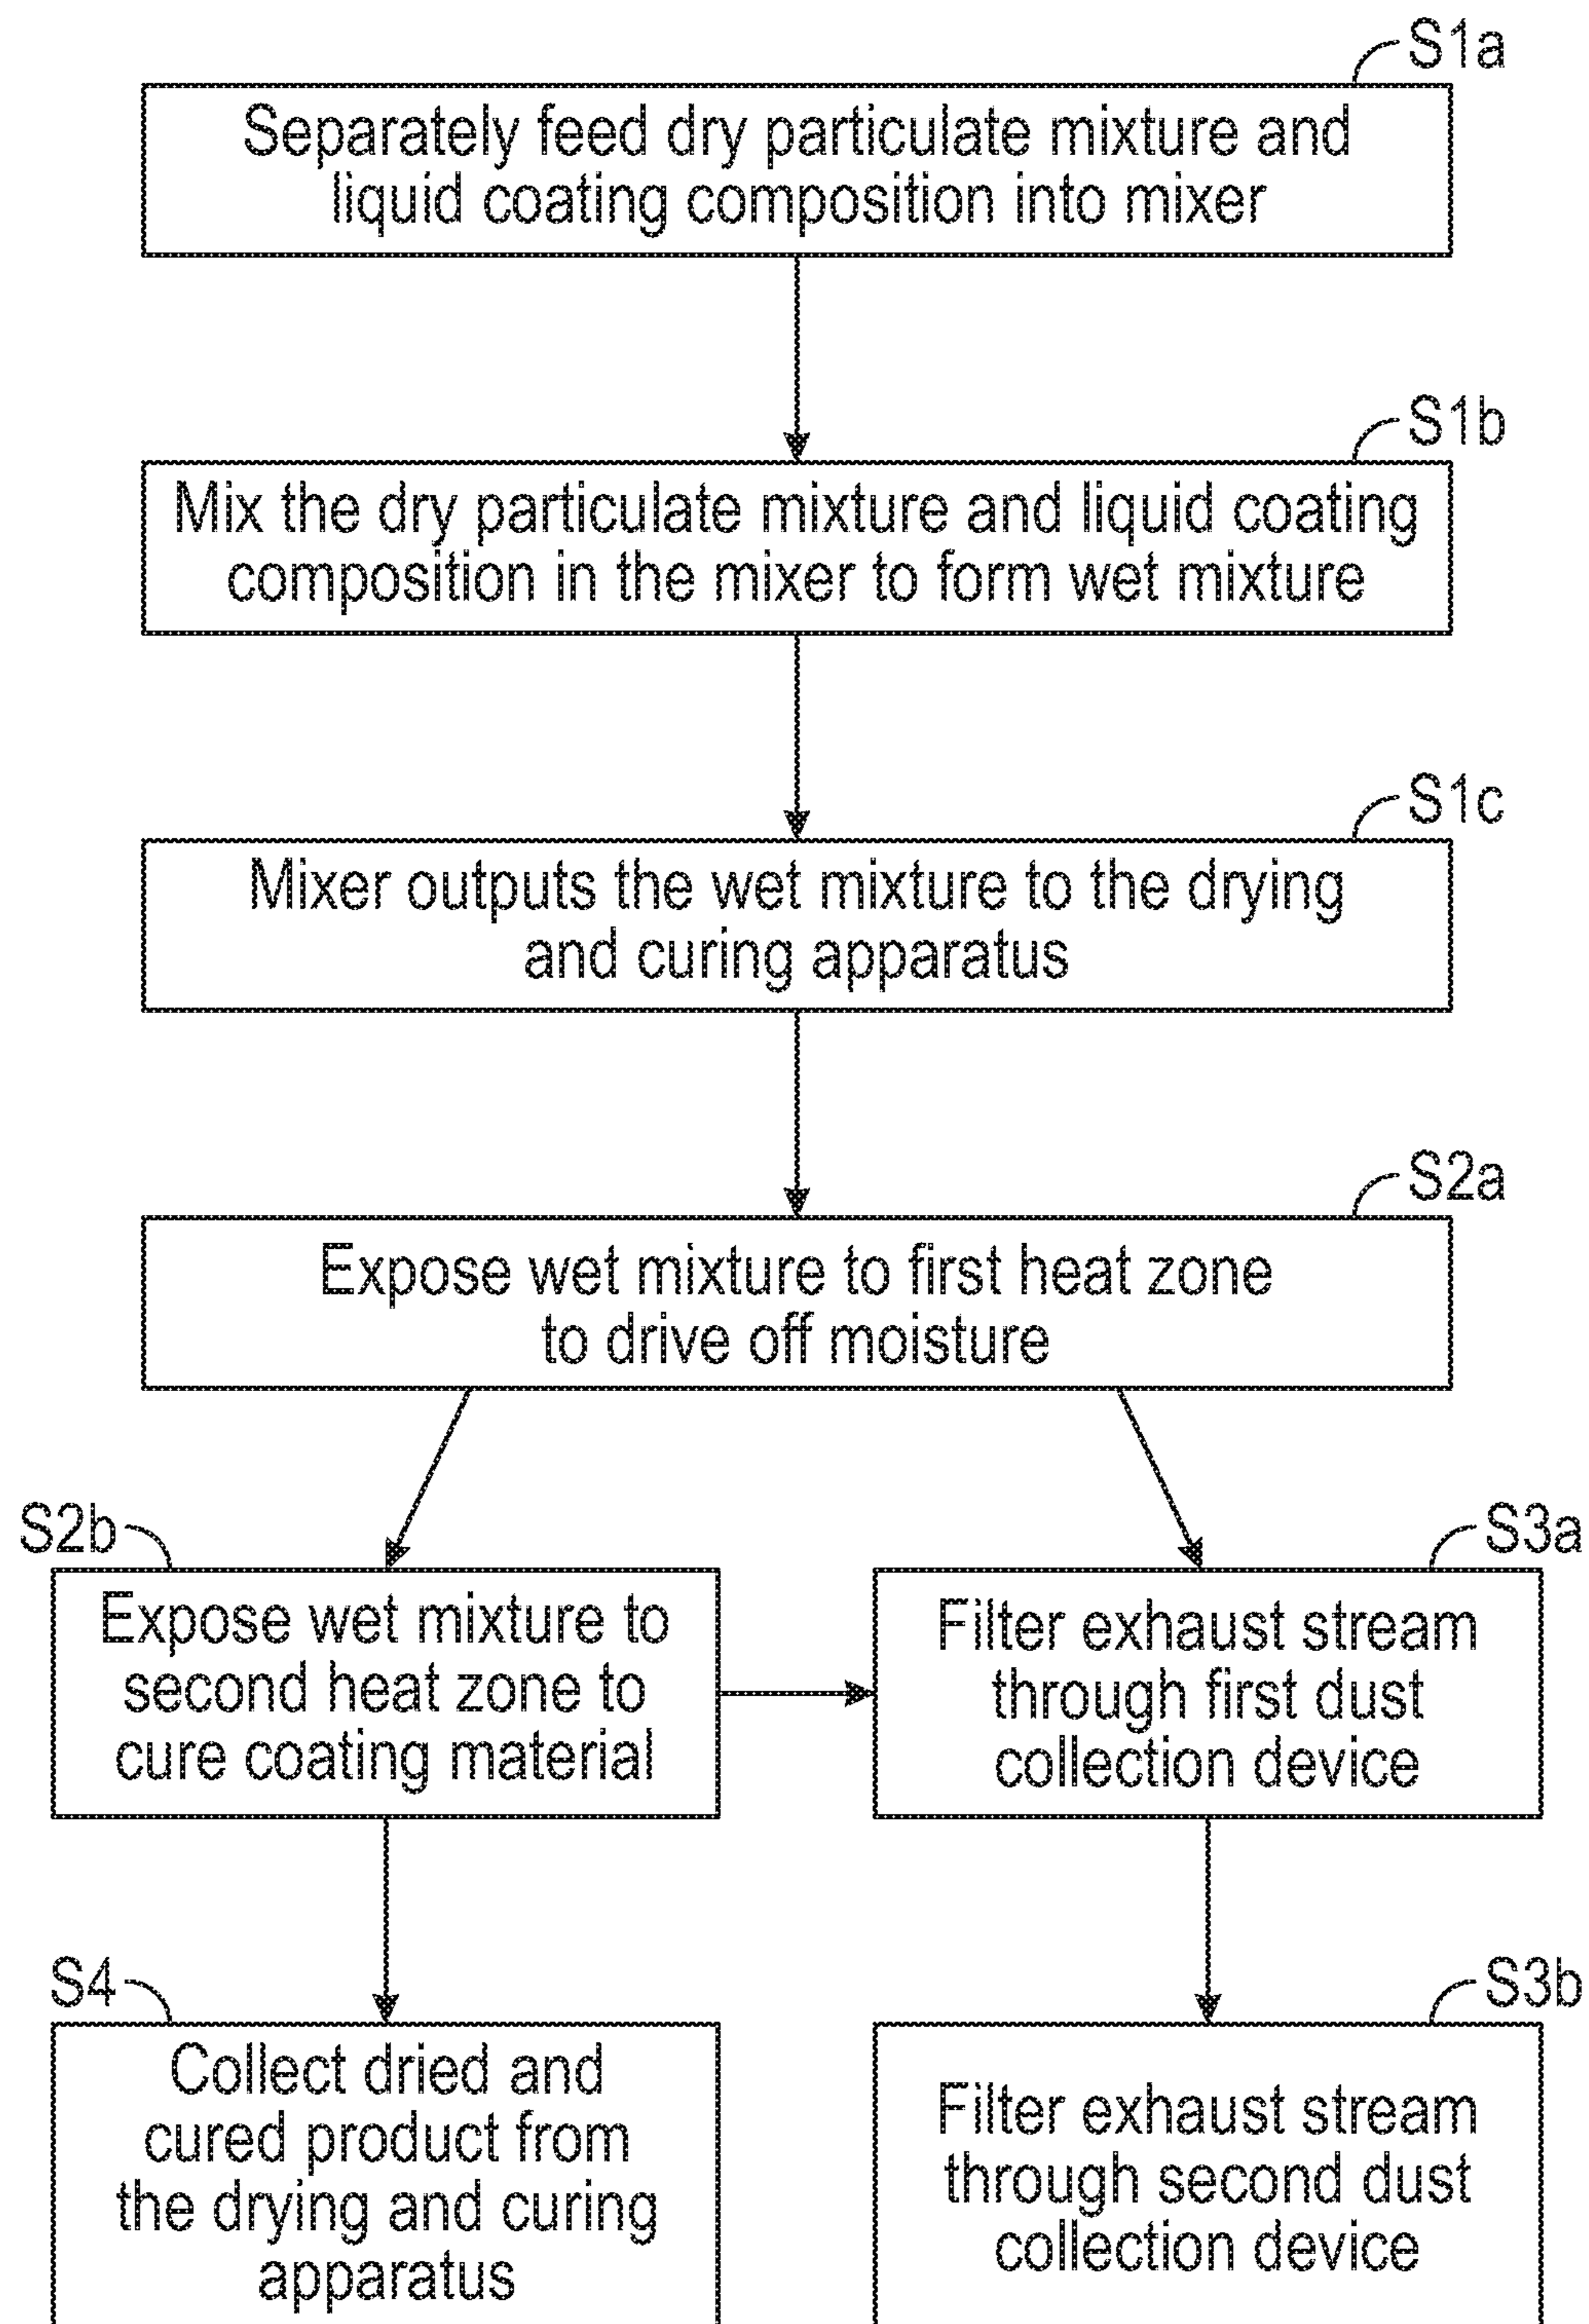 S1a
Separately feed dry particulate mixture and
liquid coating composition into mixer
S1b
Mix the dry particulate mixture and liquid coating
composition in the mixer to form wet mixture
S1c
Mixer outputs the wet mixture to the drying
and curing apparatus
S2a
Expose wet mixture to first heat zone
to drive off moisture
S2b
Expose wet mixture to
second heat zone to
cure coating material
S3a
Filter exhaust stream
through first dust
collection device
S4
Collect dried and
cured product from
the drying and curing
apparatus
S3b
Filter exhaust stream
through second dust
collection device